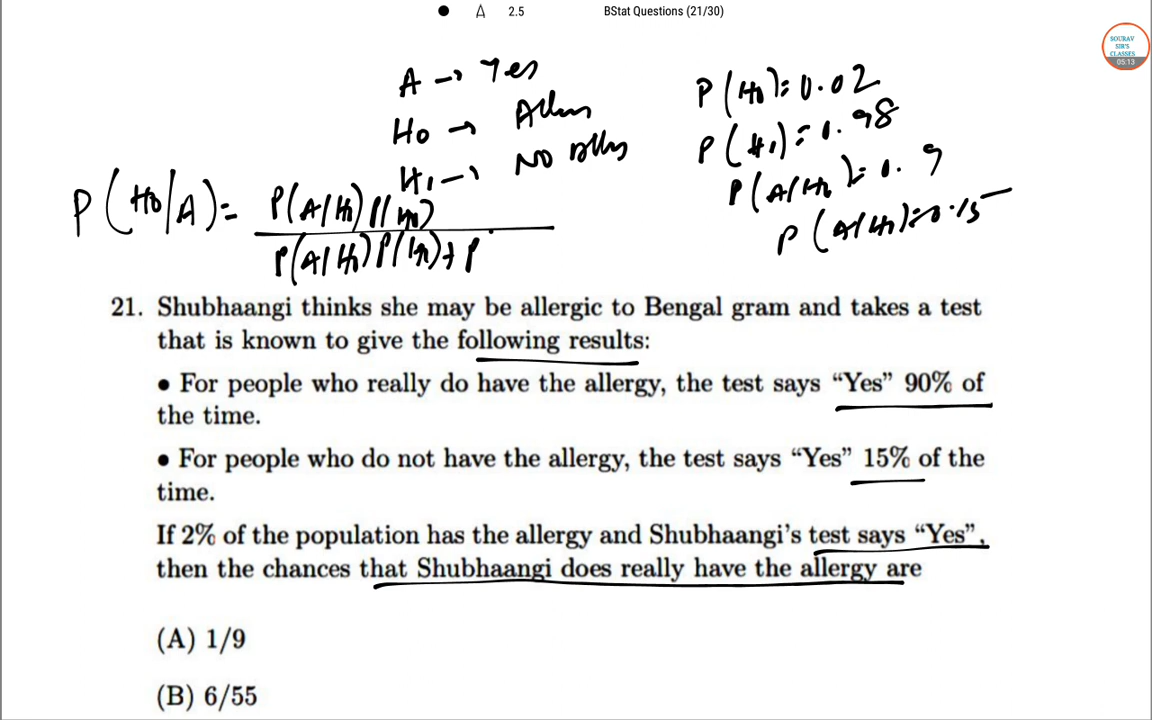 ● A 2.5 BStat Questions (21/30)
SOURAV
SIR'S
CLASSES
05:13
A → Yes
H0 →
H1 → NO
P(H0)= 0.02
P(H1)= 0.98
P(A/H0)= 0.9
P(A/H1)=0.15
P(H0/A)= P(A/H0)P(H0)
P(A/H0)P(H0)+ P
21. Shubhaangi thinks she may be allergic to Bengal gram and takes a test
that is known to give the following results:
• For people who really do have the allergy, the test says “Yes” 90% of
the time.
• For people who do not have the allergy, the test says “Yes” 15% of the
time.
If 2% of the population has the allergy and Shubhaangi’s test says “Yes”,
then the chances that Shubhaangi does really have the allergy are
(A) 1/9
(B) 6/55